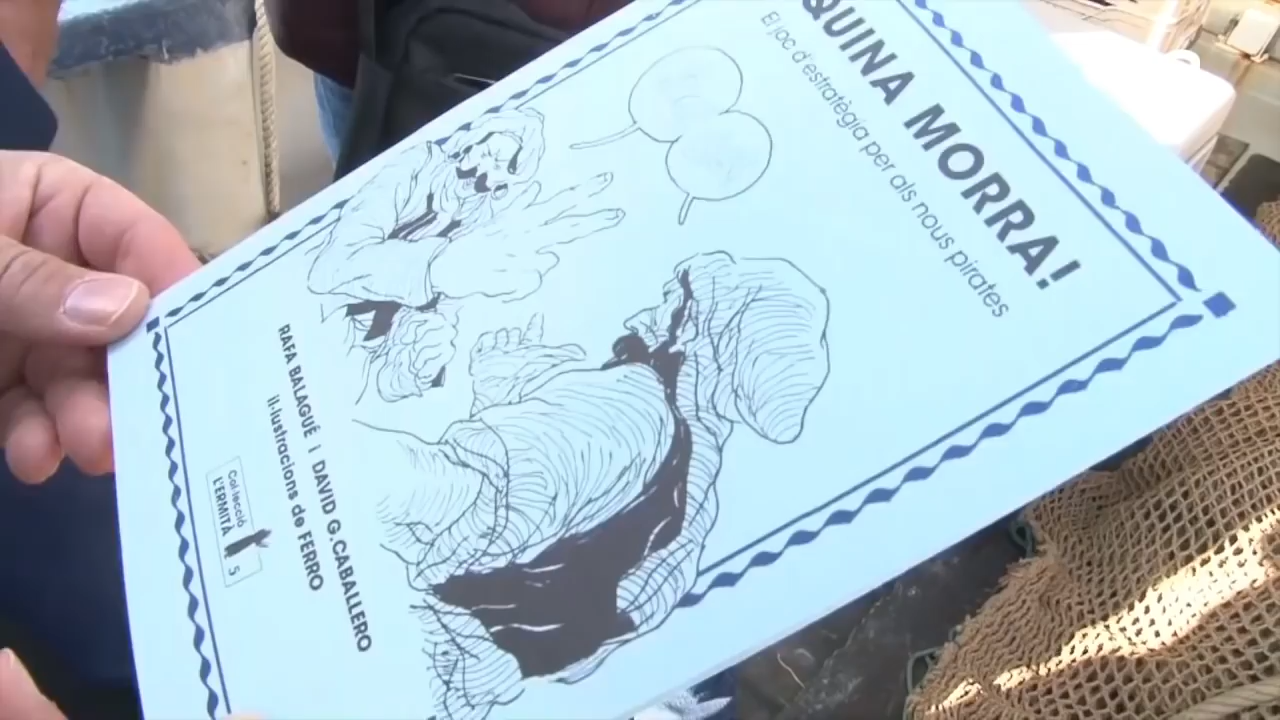 QUINA MORRA!
El joc d'estratègia per als nous pirates
RAFA BALAGUÉ i DAVID G.CABALLERO
il·lustracions de FERRO
col·lecció
L'ERMITÀ
5